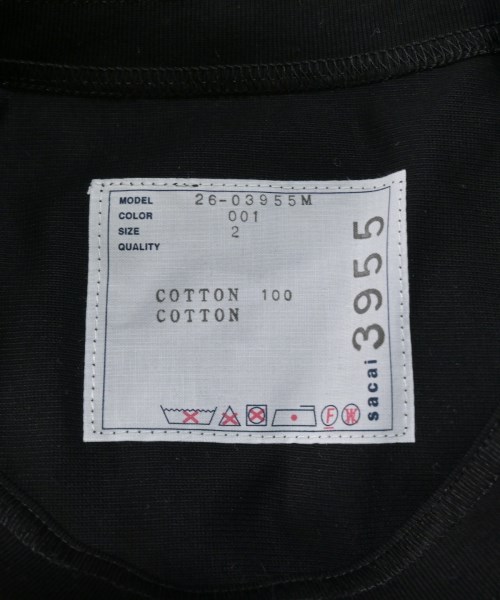 MODEL 26-03955M
COLOR 001
SIZE 2
QUALITY
COTTON 100
COTTON
sacai 3955
F W